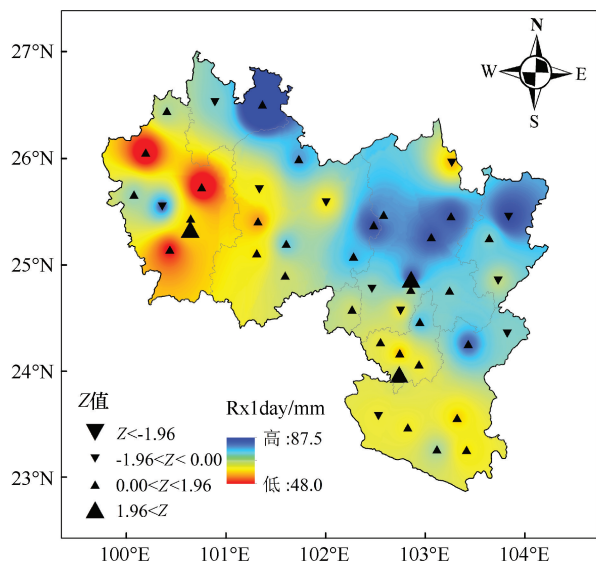 N
27°N
W E
S
26°N
25°N
24°N
Z值
Z<-1.96
-1.96<Z<0.00
0.00<Z<1.96
1.96<Z
Rx1day/mm
高:87.5
低:48.0
23°N
100°E 101°E 102°E 103°E 104°E